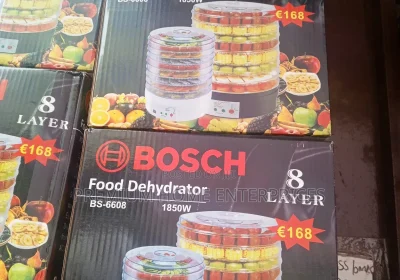 BS-6608 1850W
€168
8
LAYER
€168
BOSCH
Food Dehydrator
BS-6608 1850W
8
LAYER
€168